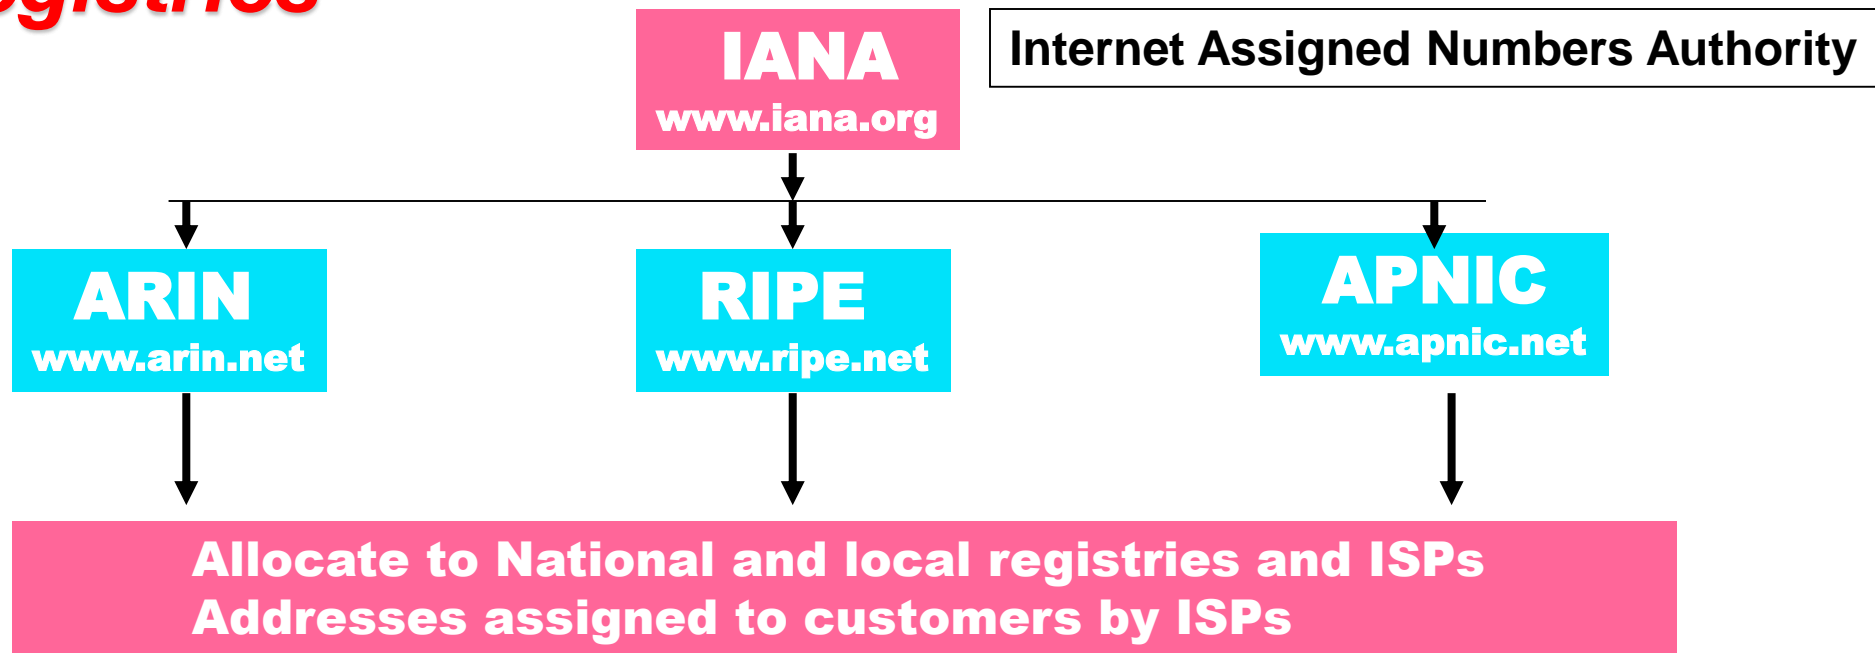 IANA
www.iana.org
Internet Assigned Numbers Authority
ARIN
www.arin.net
RIPE
www.ripe.net
APNIC
www.apnic.net
Allocate to National and local registries and ISPs
Addresses assigned to customers by ISPs